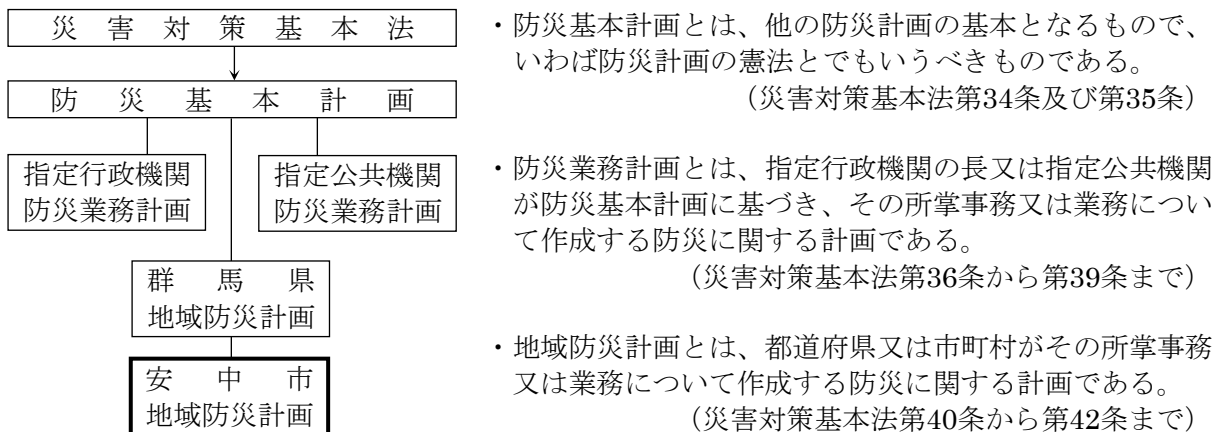 災害対策基本法
防災基本計画
指定行政機関
防災業務計画
指定公共機関
防災業務計画
群馬県
地域防災計画
安中市
地域防災計画
・防災基本計画とは、他の防災計画の基本となるもので、
いわば防災計画の憲法とでもいうべきものである。
（災害対策基本法第34条及び第35条）
・防災業務計画とは、指定行政機関の長又は指定公共機関
が防災基本計画に基づき、その所掌事務又は業務につい
て作成する防災に関する計画である。
（災害対策基本法第36条から第39条まで）
・地域防災計画とは、都道府県又は市町村がその所掌事務
又は業務について作成する防災に関する計画である。
（災害対策基本法第40条から第42条まで）